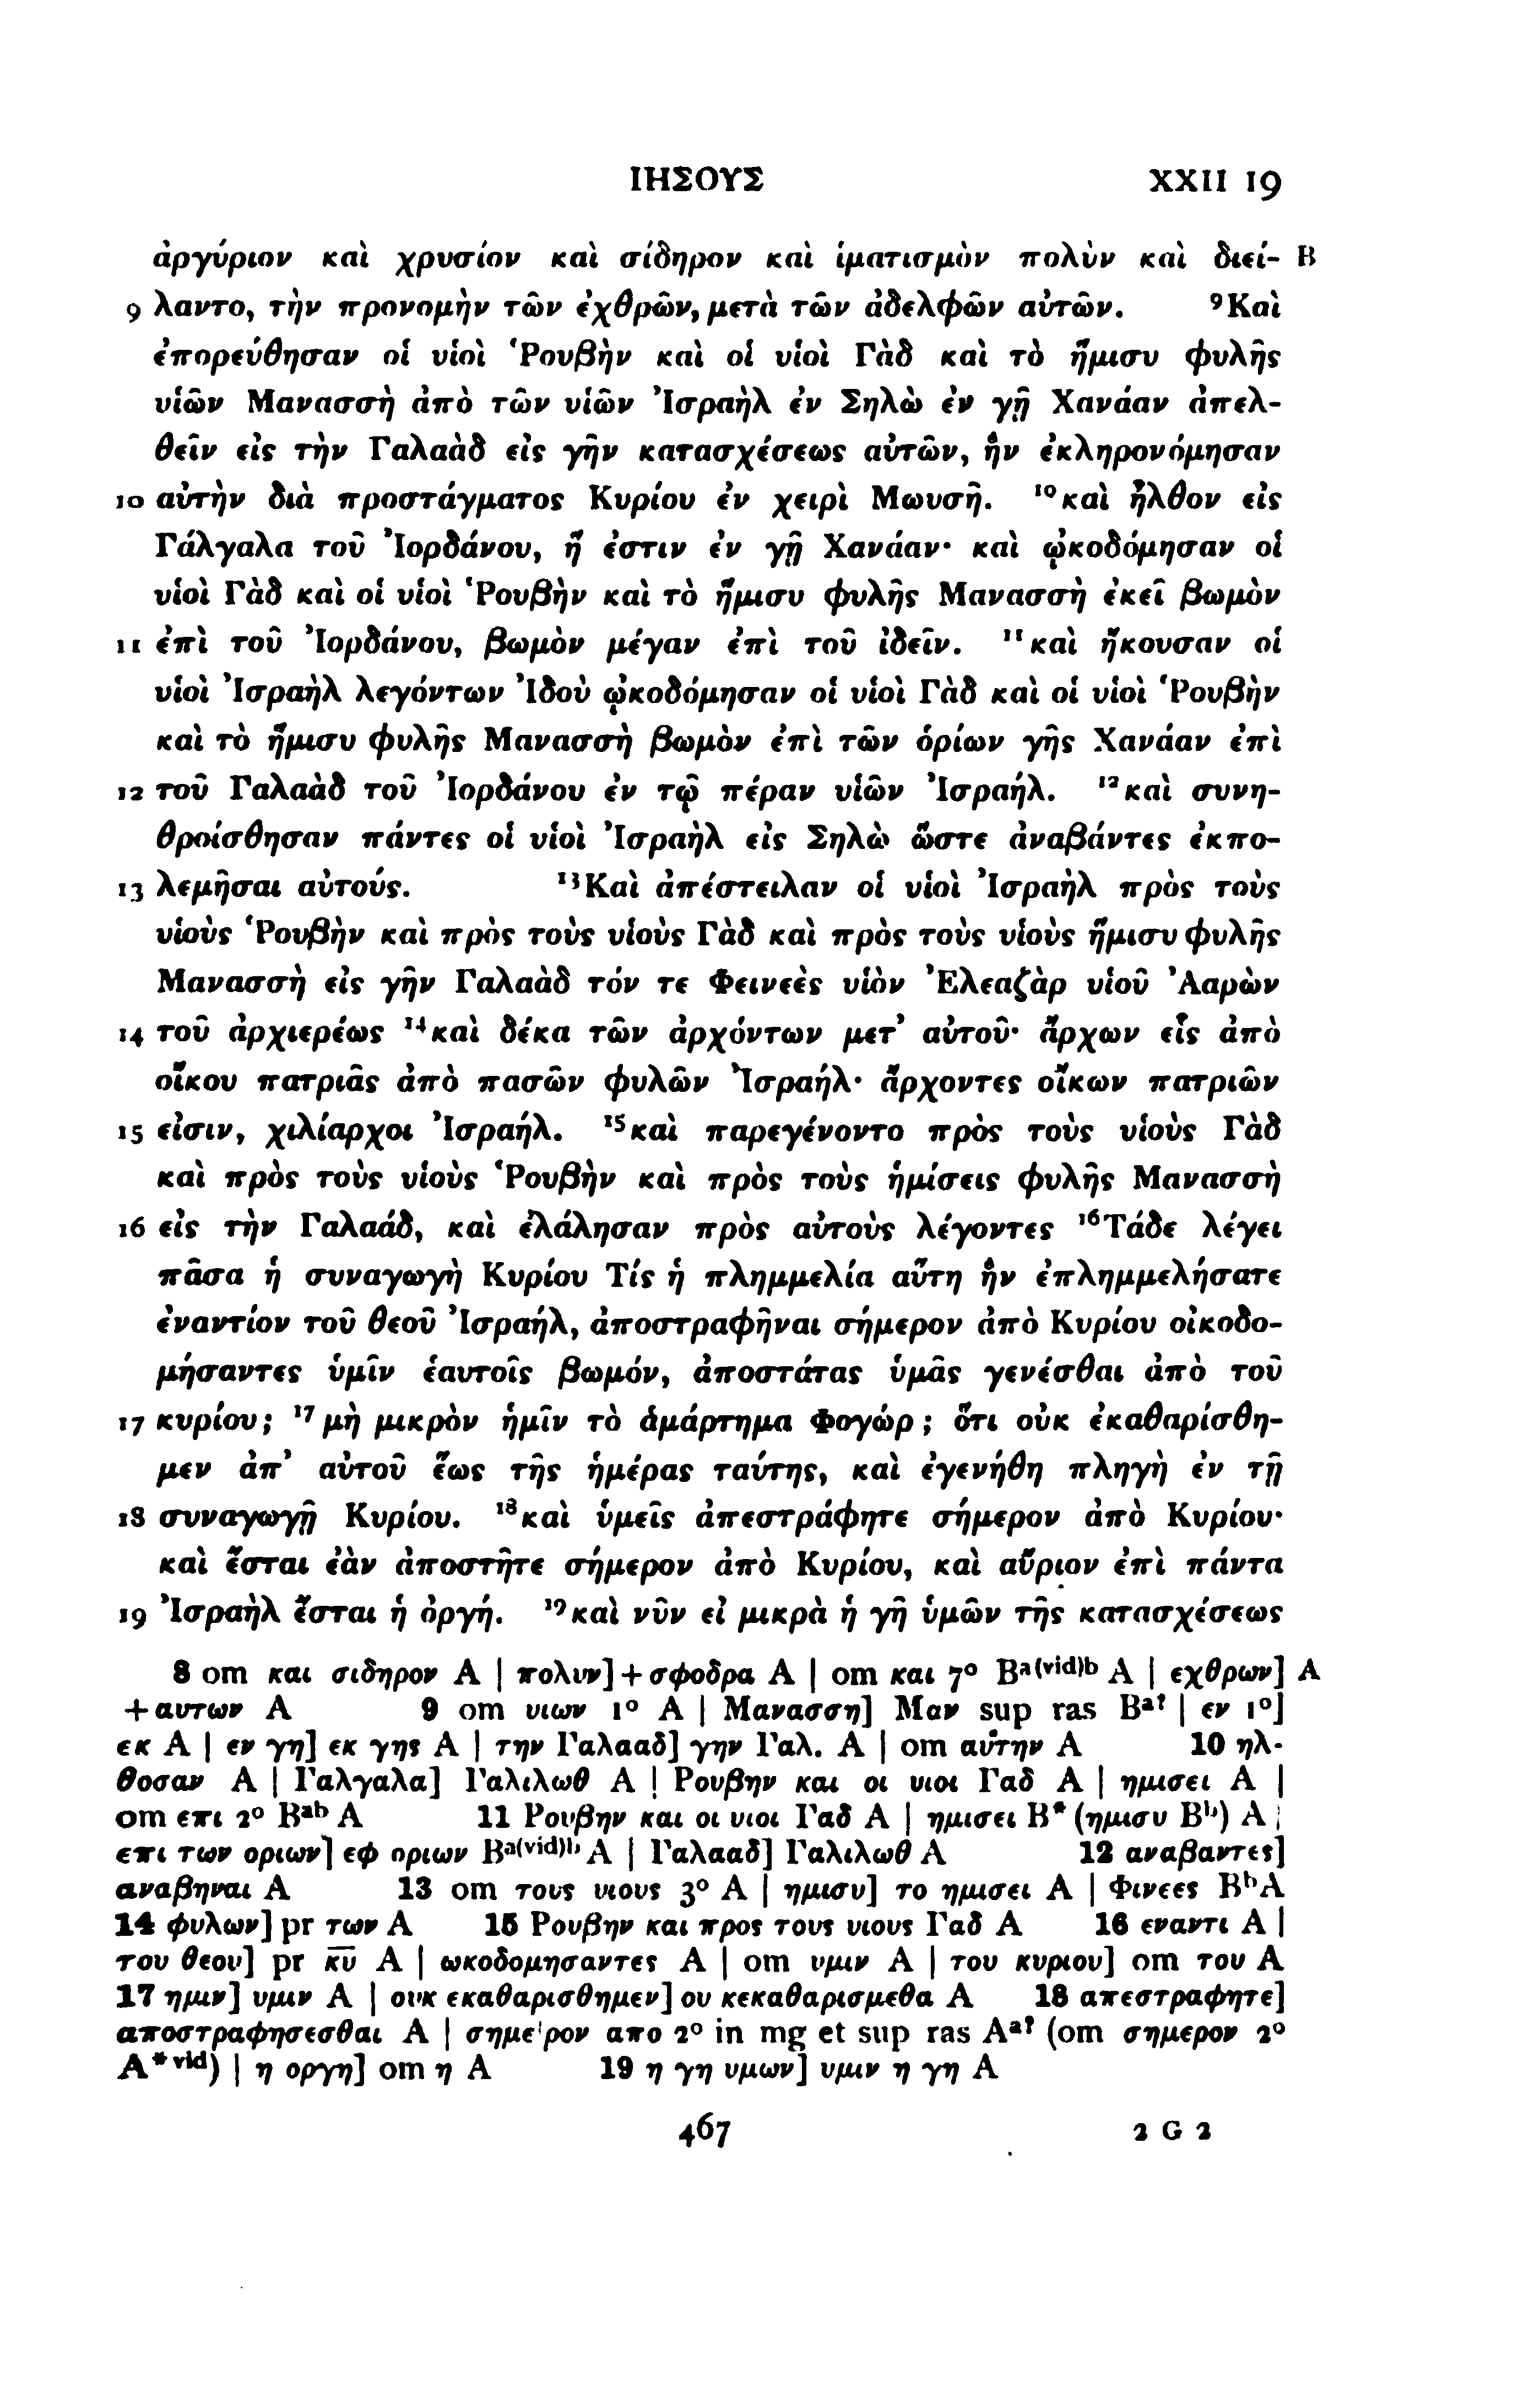 ΙΗΣΟΥΣ XXII 19
ἀργύριον καὶ χρυσίον καὶ σίδηρον καὶ ἱματισμὸν πολὺν καὶ διεί- B
9 λαντο, τὴν προνομὴν τῶν ἐχθρῶν, μετὰ τῶν ἀδελφῶν αὐτῶν. ⁹Καὶ
ἐπορεύθησαν οἱ υἱοὶ Ῥουβὴν καὶ οἱ υἱοὶ Γὰδ καὶ τὸ ἥμισυ φυλῆς
υἱῶν Μανασσὴ ἀπὸ τῶν υἱῶν Ἰσραὴλ ἐν Σηλὼ ἐν γῇ Χανάαν ἀπελ-
θεῖν εἰς τὴν Γαλαὰδ εἰς γῆν κατασχέσεως αὐτῶν, ἣν ἐκληρονόμησαν
10 αὐτὴν διὰ προστάγματος Κυρίου ἐν χειρὶ Μωυσῆ. ¹⁰καὶ ἦλθον εἰς
Γάλγαλα τοῦ Ἰορδάνου, ἥ ἐστιν ἐν γῇ Χανάαν· καὶ ᾠκοδόμησαν οἱ
υἱοὶ Γὰδ καὶ οἱ υἱοὶ Ῥουβὴν καὶ τὸ ἥμισυ φυλῆς Μανασσὴ ἐκεῖ βωμὸν
11 ἐπὶ τοῦ Ἰορδάνου, βωμὸν μέγαν ἐπὶ τοῦ ἰδεῖν. ¹¹καὶ ἤκουσαν οἱ
υἱοὶ Ἰσραὴλ λεγόντων Ἰδοὺ ᾠκοδόμησαν οἱ υἱοὶ Γὰδ καὶ οἱ υἱοὶ Ῥουβὴν
καὶ τὸ ἥμισυ φυλῆς Μανασσὴ βωμὸν ἐπὶ τῶν ὁρίων γῆς Χανάαν ἐπὶ
12 τοῦ Γαλαὰδ τοῦ Ἰορδάνου ἐν τῷ πέραν υἱῶν Ἰσραήλ. ¹²καὶ συνη-
θροίσθησαν πάντες οἱ υἱοὶ Ἰσραὴλ εἰς Σηλὼ ὥστε ἀναβάντες ἐκπο-
13 λεμῆσαι αὐτούς. ¹³Καὶ ἀπέστειλαν οἱ υἱοὶ Ἰσραὴλ πρὸς τοὺς
υἱοὺς Ῥουβὴν καὶ πρὸς τοὺς υἱοὺς Γὰδ καὶ πρὸς τοὺς υἱοὺς ἥμισυ φυλῆς
Μανασσὴ εἰς γῆν Γαλαὰδ τόν τε Φεινεὲς υἱὸν Ἐλεαζὰρ υἱοῦ Ἀαρὼν
14 τοῦ ἀρχιερέως ¹⁴καὶ δέκα τῶν ἀρχόντων μετ’ αὐτοῦ· ἄρχων εἷς ἀπὸ
οἴκου πατριᾶς ἀπὸ πασῶν φυλῶν Ἰσραήλ· ἄρχοντες οἴκων πατριῶν
15 εἰσιν, χιλίαρχοι Ἰσραήλ. ¹⁵καὶ παρεγένοντο πρὸς τοὺς υἱοὺς Γὰδ
καὶ πρὸς τοὺς υἱοὺς Ῥουβὴν καὶ πρὸς τοὺς ἡμίσεις φυλῆς Μανασσὴ
16 εἰς τὴν Γαλαάδ, καὶ ἐλάλησαν πρὸς αὐτοὺς λέγοντες ¹⁶Τάδε λέγει
πᾶσα ἡ συναγωγὴ Κυρίου Τίς ἡ πλημμελία αὕτη ἣν ἐπλημμελήσατε
ἐναντίον τοῦ θεοῦ Ἰσραήλ, ἀποστραφῆναι σήμερον ἀπὸ Κυρίου οἰκοδο-
μήσαντες ὑμῖν ἑαυτοῖς βωμόν, ἀποστάτας ὑμᾶς γενέσθαι ἀπὸ τοῦ
17 κυρίου; ¹⁷μὴ μικρὸν ἡμῖν τὸ ἁμάρτημα Φογώρ; ὅτι οὐκ ἐκαθαρίσθη-
μεν ἀπ’ αὐτοῦ ἕως τῆς ἡμέρας ταύτης, καὶ ἐγενήθη πληγὴ ἐν τῇ
18 συναγωγῇ Κυρίου. ¹⁸καὶ ὑμεῖς ἀπεστράφητε σήμερον ἀπὸ Κυρίου·
καὶ ἔσται ἐὰν ἀποστῆτε σήμερον ἀπὸ Κυρίου, καὶ αὔριον ἐπὶ πάντα
19 Ἰσραὴλ ἔσται ἡ ὀργή. ¹⁹καὶ νῦν εἰ μικρὰ ἡ γῆ ὑμῶν τῆς κατασχέσεως
8 om και σιδηρον A | πολυν]+σφοδρα A | om και 7° Bᵃ⁽ᵛⁱᵈ⁾ᵇ A | εχθρων] A
+αυτων A 9 om υιων 1° A | Μανασση] Μαν sup ras Bᵃ? | εν 1°]
εκ A | εν γη] εκ γης A | την Γαλααδ] γην Γαλ. A | om αυτην A 10 ηλ-
θοσαν A | Γαλγαλα] Γαλιλωθ A | Ρουβην και οι υιοι Γαδ A | ημισει A |
om επι 2° Bᵃᵇ A 11 Ρουβην και οι υιοι Γαδ A | ημισει B* (ημισυ Bᵇ) A |
επι των οριων] εφ οριων Bᵃ⁽ᵛⁱᵈ⁾ᵇ A | Γαλααδ] Γαλιλωθ A 12 αναβαντες]
αναβηναι A 13 om τους υιους 3° A | ημισυ] το ημισει A | Φινεες BᵇA
14 φυλων] pr των A 15 Ρουβην και προς τους υιους Γαδ A 16 εναντι A |
του θεου] pr κ̅υ̅ A | ωκοδομησαντες A | om υμιν A | του κυριου] om του A
17 ημιν] υμιν A | ουκ εκαθαρισθημεν] ου κεκαθαρισμεθα A 18 απεστραφητε]
αποστραφησεσθαι A | σημε'ρον απο 2° in mg et sup ras Aᵃ? (om σημερον 2°
A*ᵛⁱᵈ) | η οργη] om η A 19 η γη υμων] υμιν η γη A
467 2 G 2